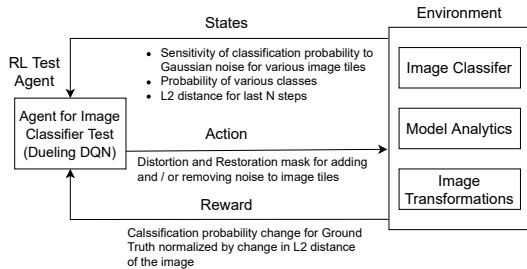 States
Environment
• Sensitivity of classification probability to
Gaussian noise for various image tiles
• Probability of various classes
• L2 distance for last N steps
RL Test
Agent
Agent for Image
Classifier Test
(Dueling DQN)
Action
Distortion and Restoration mask for adding
and / or removing noise to image tiles
Reward
Calssification probability change for Ground
Truth normalized by change in L2 distance
of the image
Image Classifer
Model Analytics
Image
Transformations